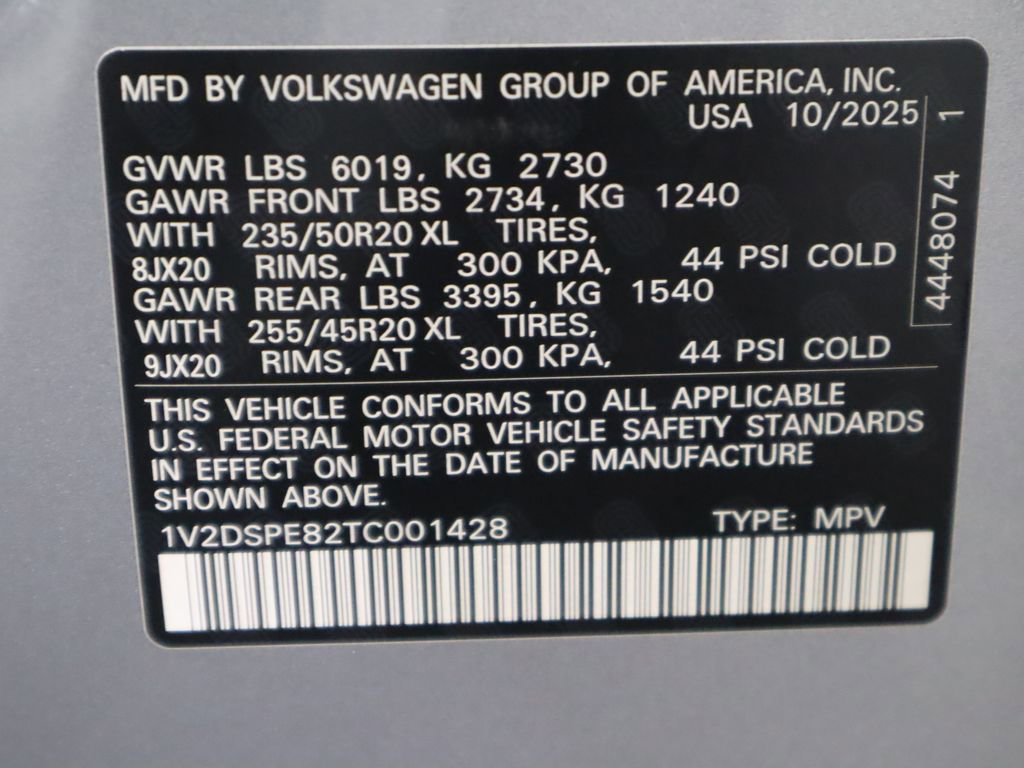 MFD BY VOLKSWAGEN GROUP OF AMERICA, INC.
USA 10/2025
GVWR LBS 6019, KG 2730
GAWR FRONT LBS 2734, KG 1240
WITH 235/50R20 XL TIRES,
8JX20 RIMS, AT 300 KPA, 44 PSI COLD
GAWR REAR LBS 3395, KG 1540
WITH 255/45R20 XL TIRES,
9JX20 RIMS, AT 300 KPA, 44 PSI COLD
THIS VEHICLE CONFORMS TO ALL APPLICABLE
U.S. FEDERAL MOTOR VEHICLE SAFETY STANDARDS
IN EFFECT ON THE DATE OF MANUFACTURE
SHOWN ABOVE.
1V2DSPE82TC001428 TYPE: MPV
4448074 1